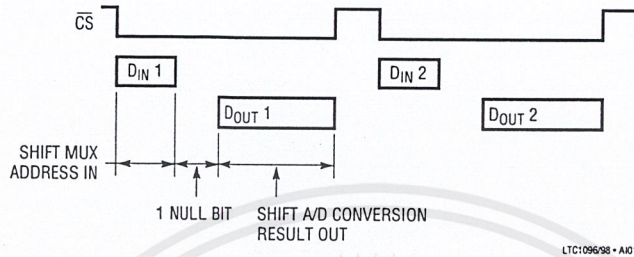 CS
DIN 1
DIN 2
DOUT 1
DOUT 2
SHIFT MUX
ADDRESS IN
1 NULL BIT
SHIFT A/D CONVERSION
RESULT OUT
LTC1096/98 • AI01